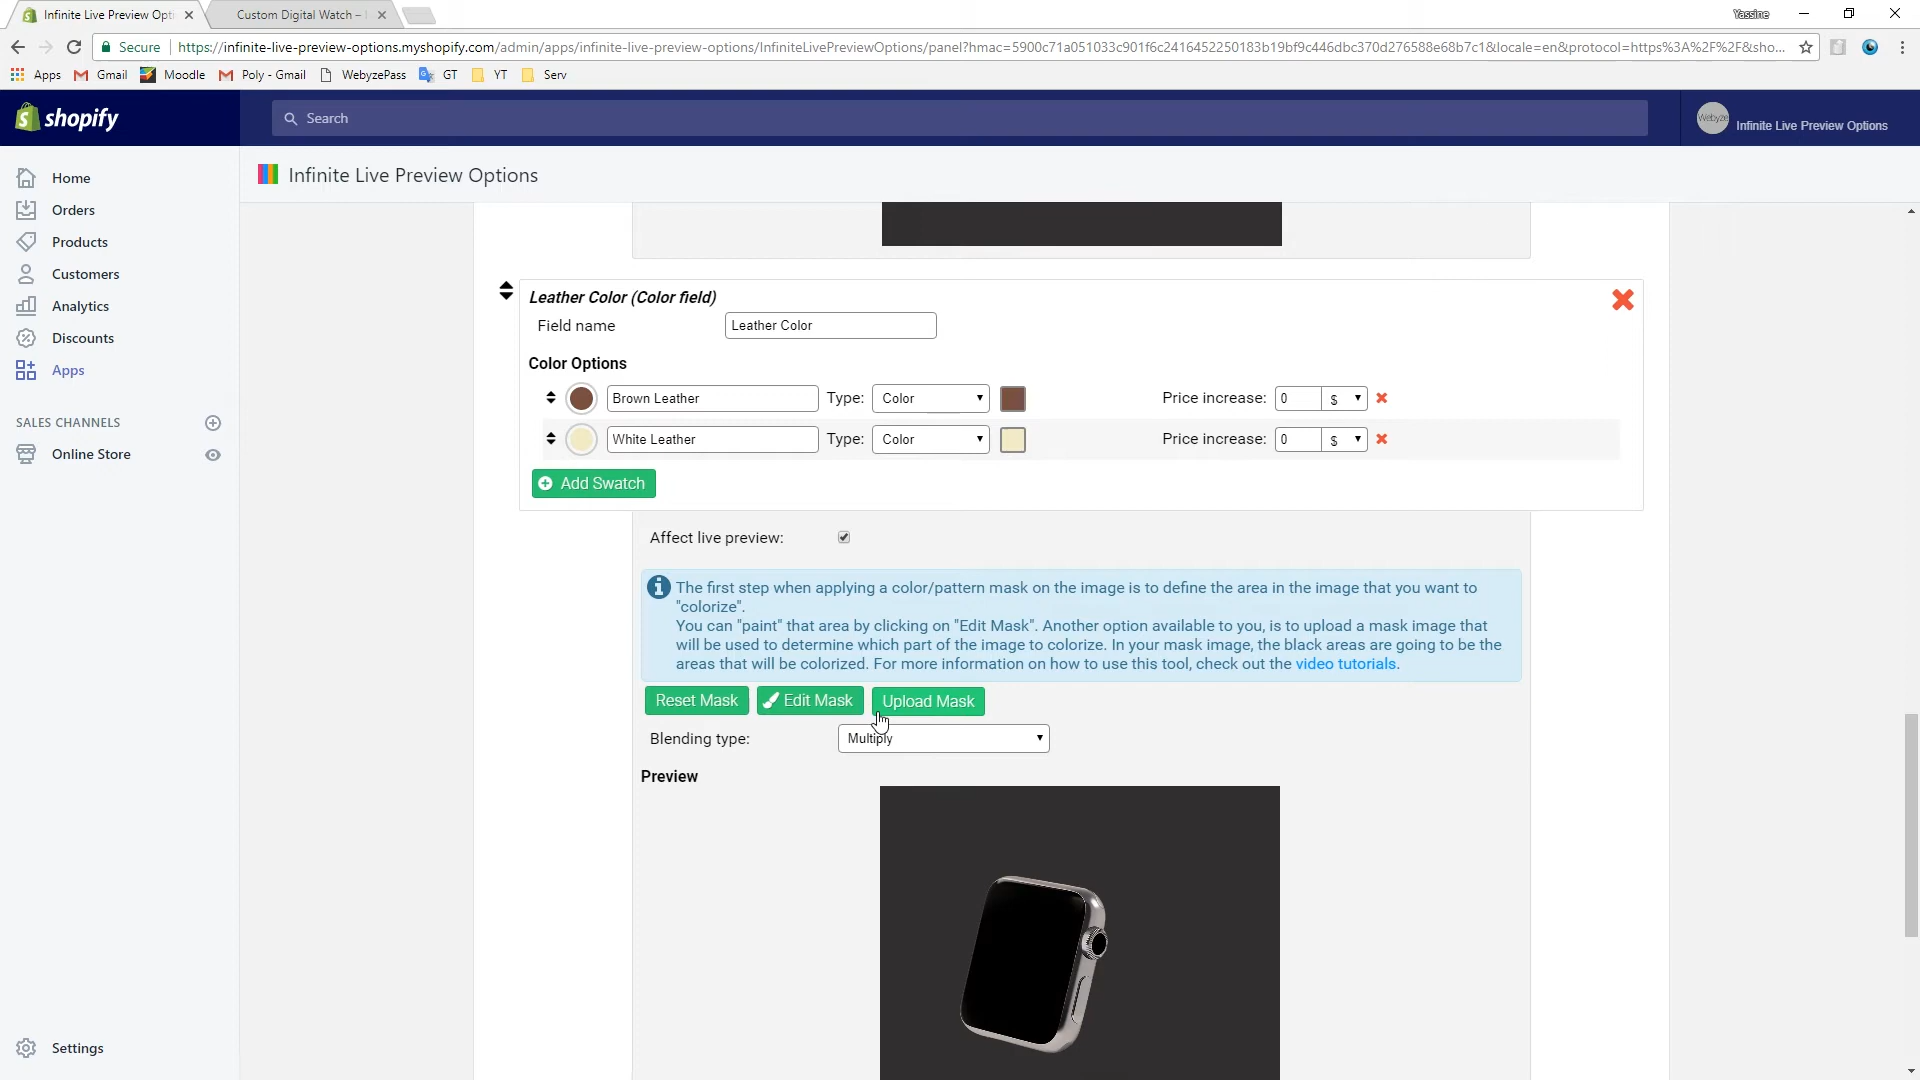 Infinite Live Preview Opt
Custom Digital Watch –
Yassine
Secure
https://infinite-live-preview-options.myshopify.com/admin/apps/infinite-live-preview-options/InfiniteLivePreviewOptions/panel?hmac=5900c71a051033c901f6c2416452250183b19bf9c446dbc370d276588e68b7c1&locale=en&protocol=https%3A%2F%2F&sho...
Apps
Gmail
Moodle
Poly - Gmail
WebyzePass
GT
YT
Serv
shopify
Search
Webyze
Infinite Live Preview Options
Home
Orders
Products
Customers
Analytics
Discounts
Apps
SALES CHANNELS
Online Store
Settings
Infinite Live Preview Options
Leather Color (Color field)
Field name
Leather Color
Color Options
Brown Leather Type: Color Price increase: 0 $
White Leather Type: Color Price increase: 0 $
Add Swatch
Affect live preview:
The first step when applying a color/pattern mask on the image is to define the area in the image that you want to
"colorize".
You can "paint" that area by clicking on "Edit Mask". Another option available to you, is to upload a mask image that
will be used to determine which part of the image to colorize. In your mask image, the black areas are going to be the
areas that will be colorized. For more information on how to use this tool, check out the video tutorials.
Reset Mask
Edit Mask
Upload Mask
Blending type: Multiply
Preview